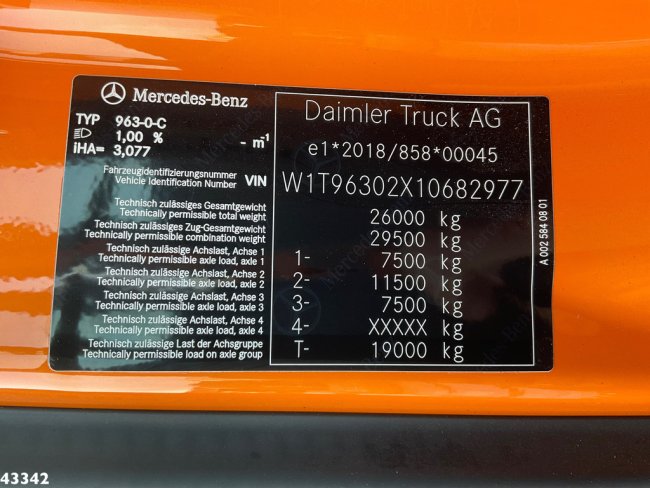 Mercedes-Benz
Daimler Truck AG
TYP 963-0-C
1,00 % - m⁻¹
iHA= 3,077
e1*2018/858*00045
Fahrzeugidentifizierungsnummer
Vehicle Identification Number VIN W1T96302X10682977
Technisch zulässiges Gesamtgewicht
Technically permissible total weight 26000 kg
Technisch zulässiges Zug-Gesamtgewicht
Technically permissible combination weight 29500 kg
Technisch zulässige Achslast, Achse 1
Technically permissible axle load, axle 1 1- 7500 kg
Technisch zulässige Achslast, Achse 2
Technically permissible axle load, axle 2 2- 11500 kg
Technisch zulässige Achslast, Achse 3
Technically permissible axle load, axle 3 3- 7500 kg
Technisch zulässige Achslast, Achse 4
Technically permissible axle load, axle 4 4- XXXXX kg
Technisch zulässige Last der Achsgruppe
Technically permissible load on axle group T- 19000 kg
A 002 584 08 01
43342